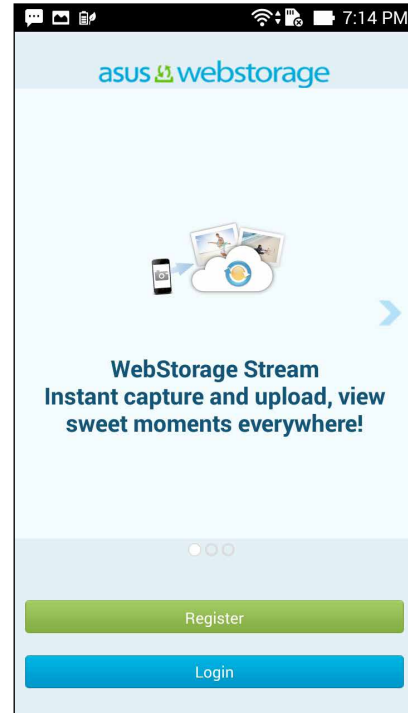 7:14 PM
asus webstorage
WebStorage Stream
Instant capture and upload, view
sweet moments everywhere!
Register
Login